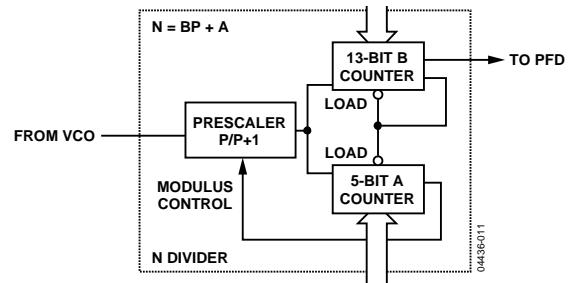 N = BP + A
13-BIT B
COUNTER
TO PFD
LOAD
PRESCALER
P/P+1
FROM VCO
LOAD
MODULUS
CONTROL
5-BIT A
COUNTER
N DIVIDER
04436-011